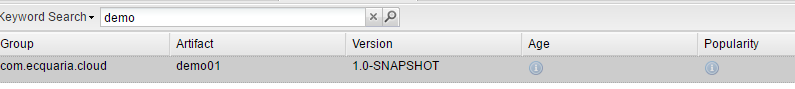 Keyword Search demo
Group Artifact Version Age Popularity
com.ecquaria.cloud demo01 1.0-SNAPSHOT